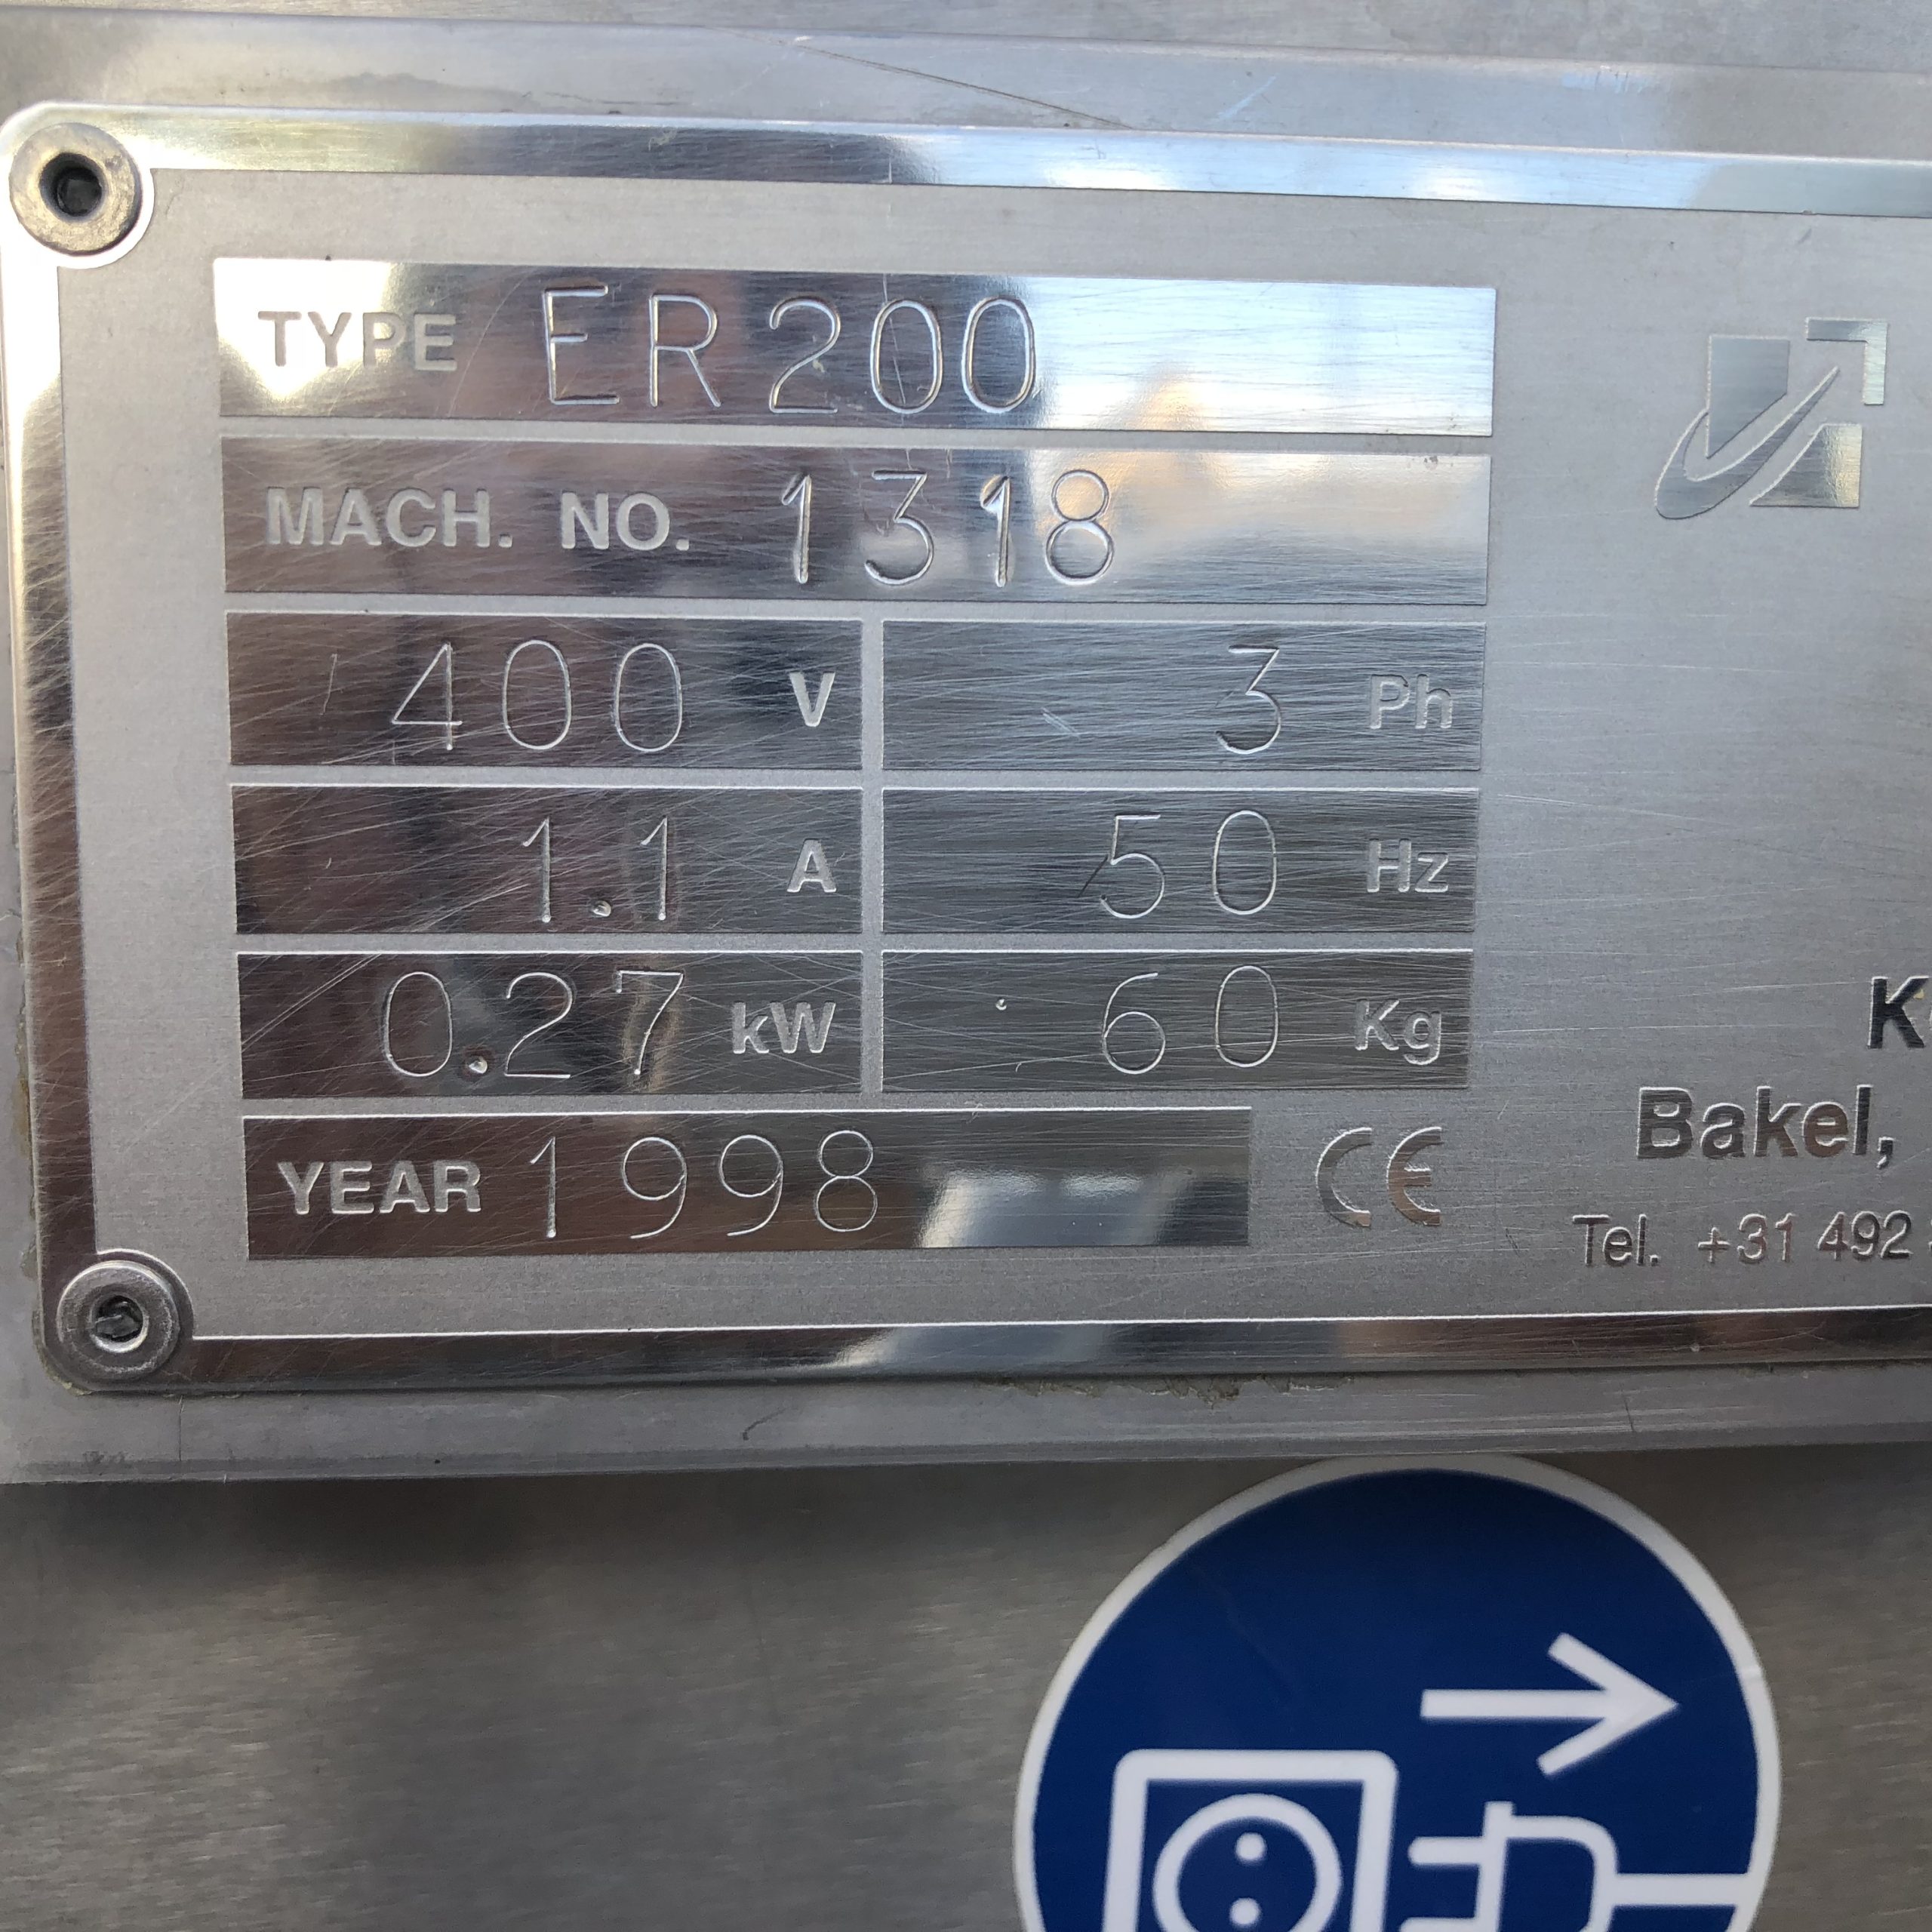 TYPE ER200
MACH. NO. 1318
400 V 3 Ph
1.1 A 50 Hz
0.27 kW 60 Kg
YEAR 1998 CE
K
Bakel,
Tel. +31 492